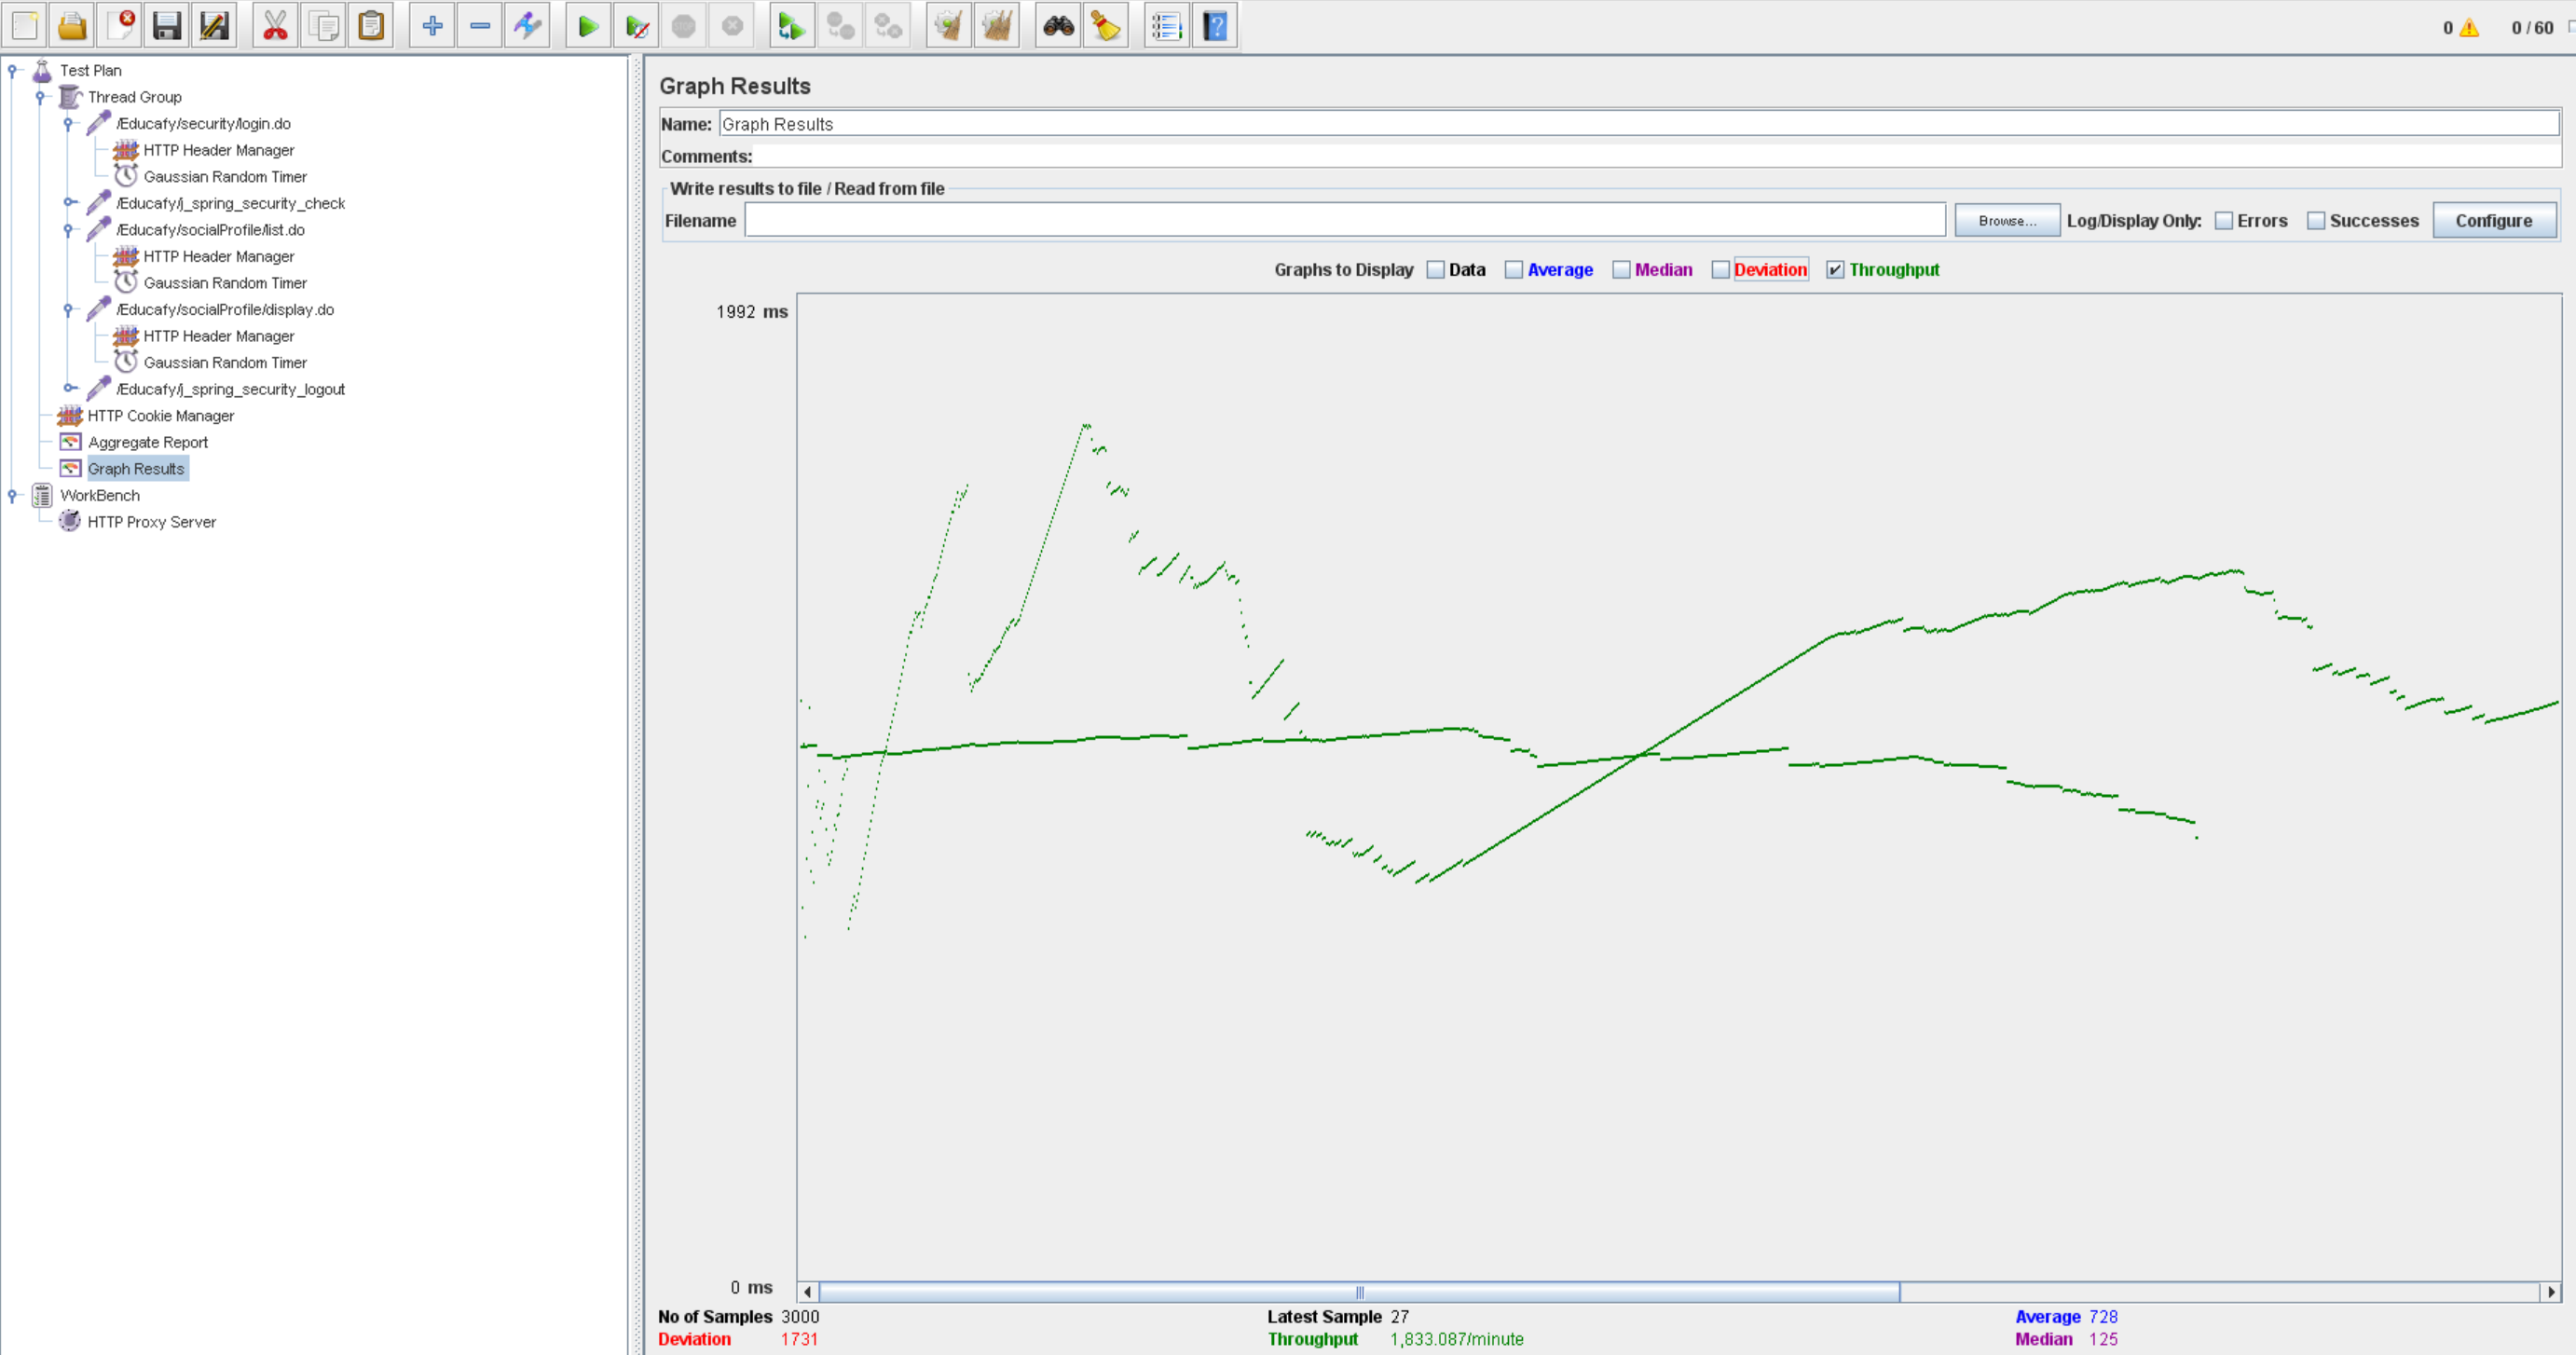 0 0 / 60
Test Plan
Thread Group
/Educafy/security/login.do
HTTP Header Manager
Gaussian Random Timer
/Educafy/j_spring_security_check
/Educafy/socialProfile/list.do
HTTP Header Manager
Gaussian Random Timer
/Educafy/socialProfile/display.do
HTTP Header Manager
Gaussian Random Timer
/Educafy/j_spring_security_logout
HTTP Cookie Manager
Aggregate Report
Graph Results
WorkBench
HTTP Proxy Server
Graph Results
Name: Graph Results
Comments:
Write results to file / Read from file
Filename Browse... Log/Display Only: Errors Successes Configure
Graphs to Display Data Average Median Deviation Throughput
1992 ms
0 ms
No of Samples 3000 Latest Sample 27 Average 728
Deviation 1731 Throughput 1,833.087/minute Median 125